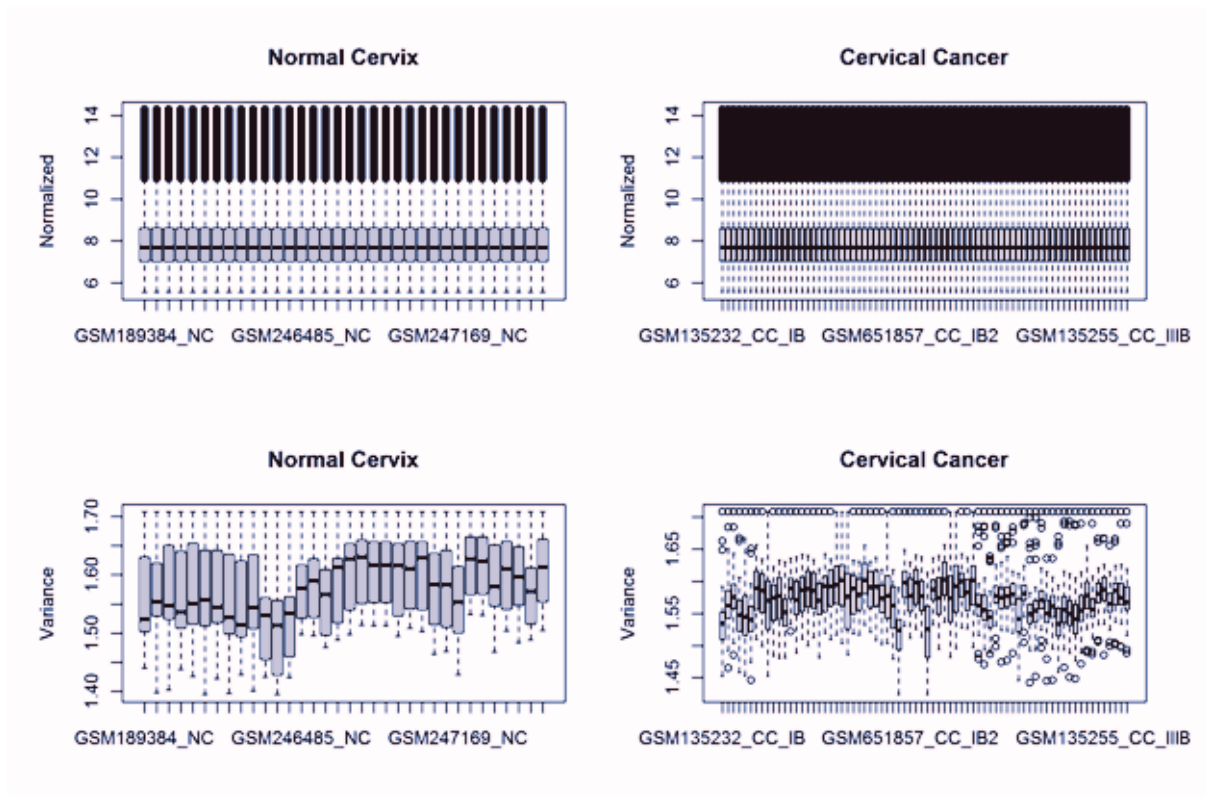 Normal Cervix
Normalized
14
12
10
8
6
GSM189384_NC GSM246485_NC GSM247169_NC
Cervical Cancer
Normalized
14
12
10
8
6
GSM135232_CC_IB GSM651857_CC_IB2 GSM135255_CC_IIIB
Normal Cervix
Variance
1.70
1.60
1.50
1.40
GSM189384_NC GSM246485_NC GSM247169_NC
Cervical Cancer
Variance
1.65
1.55
1.45
GSM135232_CC_IB GSM651857_CC_IB2 GSM135255_CC_IIIB